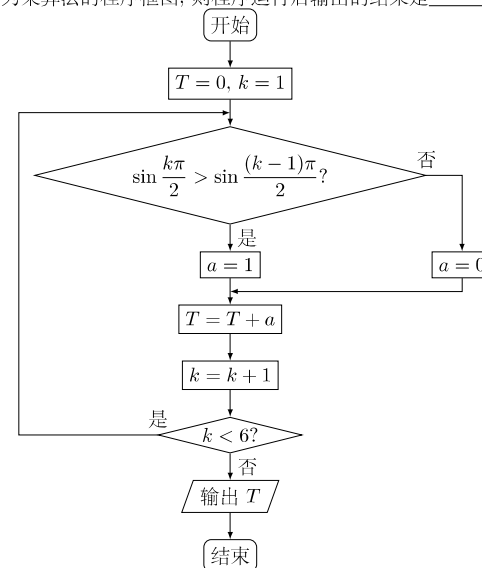 为某算法的程序框图, 则程序运行后输出的结果是
开始
T = 0, k = 1
sin kπ/2 > sin (k − 1)π/2 ?
否
是
a = 1
a = 0
T = T + a
k = k + 1
是
k < 6?
否
输出 T
结束